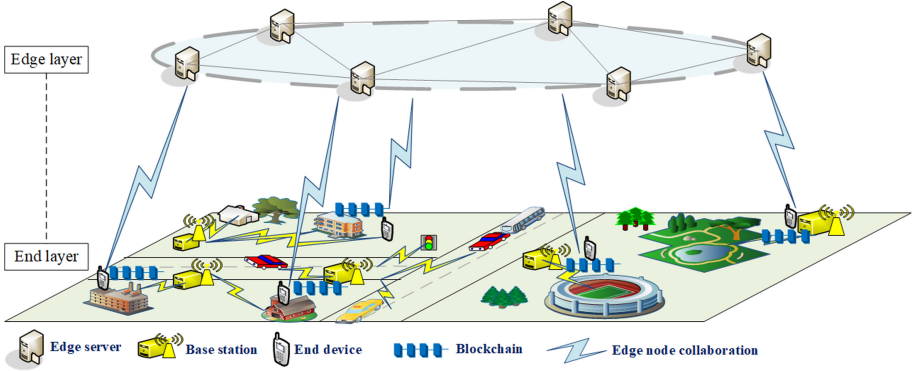 Edge layer
End layer
Edge server
Base station
End device
Blockchain
Edge node collaboration